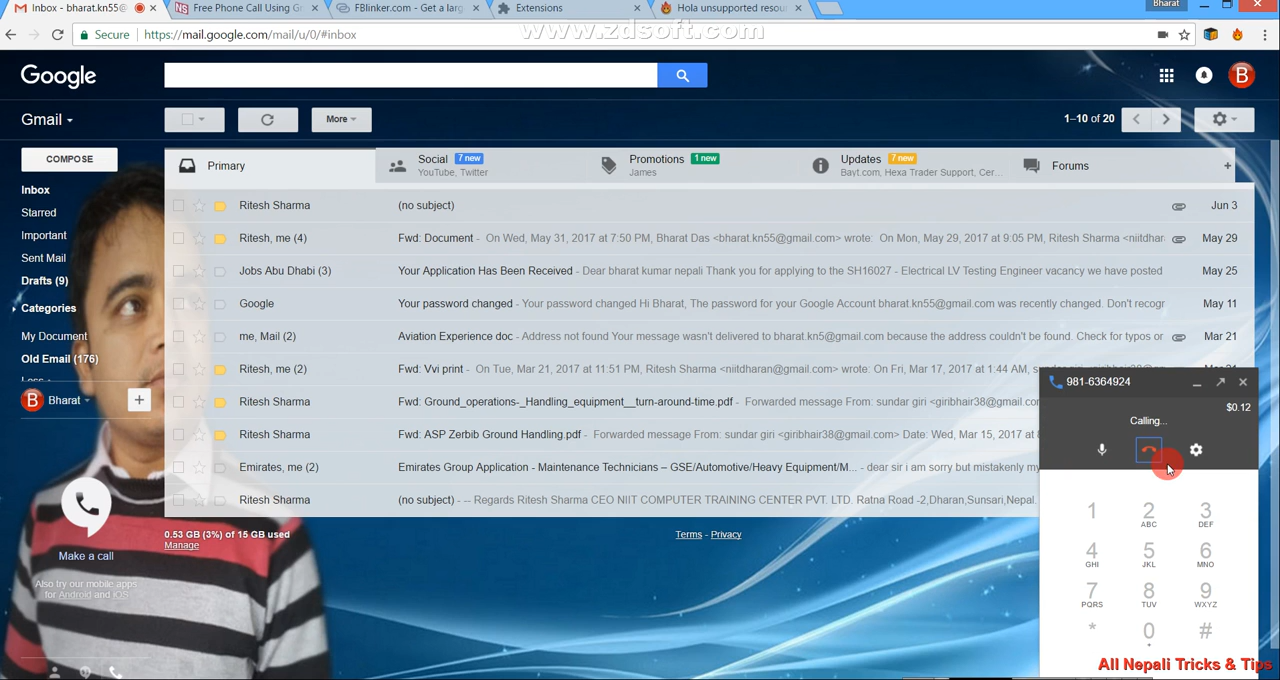 Inbox - bharat.kn55@
Free Phone Call Using G
FBlinker.com - Get a larg
Extensions
Hola unsupported resou
Bharat
Secure
https://mail.google.com/mail/u/0/#inbox
www.zdsoft.com
Google
B
Gmail
More
1–10 of 20
COMPOSE
Primary
Social 7 new
YouTube, Twitter
Promotions 1 new
James
Updates 7 new
Bayt.com, Hexa Trader Support, Cer...
Forums
+
Inbox
Starred
Important
Sent Mail
Drafts (9)
Categories
My Document
Old Email (176)
Less
B Bharat
+
Ritesh Sharma (no subject) Jun 3
Ritesh, me (4) Fwd: Document - On Wed, May 31, 2017 at 7:50 PM, Bharat Das <bharat.kn55@gmail.com> wrote: On Mon, May 29, 2017 at 9:05 PM, Ritesh Sharma <niitdhar May 29
Jobs Abu Dhabi (3) Your Application Has Been Received - Dear bharat kumar nepali Thank you for applying to the SH16027 - Electrical LV Testing Engineer vacancy we have posted May 25
Google Your password changed - Your password changed Hi Bharat, The password for your Google Account bharat.kn55@gmail.com was recently changed. Don't recogr May 11
me, Mail (2) Aviation Experience doc - Address not found Your message wasn't delivered to bharat.kn5@gmail.com because the address couldn't be found. Check for typos or Mar 21
Ritesh, me (2) Fwd: Vvi print - On Tue, Mar 21, 2017 at 11:51 PM, Ritesh Sharma <niitdharan@gmail.com> wrote: On Fri, Mar 17, 2017 at 1:44 AM, su
Ritesh Sharma Fwd: Ground_operations-_Handling_equipment__turn-around-time.pdf - Forwarded message From: sundar giri <giribhair38@gmail.co
Ritesh Sharma Fwd: ASP Zerbib Ground Handling.pdf - Forwarded message From: sundar giri <giribhair38@gmail.com> Date: Wed, Mar 15, 2017 at 8
Emirates, me (2) Emirates Group Application - Maintenance Technicians – GSE/Automotive/Heavy Equipment/M... - dear sir i am sorry but mistakenly my
Ritesh Sharma (no subject) - -- Regards Ritesh Sharma CEO NIIT COMPUTER TRAINING CENTER PVT. LTD. Ratna Road -2,Dharan,Sunsari,Nepal.
0.53 GB (3%) of 15 GB used
Manage
Terms - Privacy
Make a call
Also try our mobile apps
for Android and iOS
981-6364924
$0.12
Calling...
1 2 3
ABC DEF
4 5 6
GHI JKL MNO
7 8 9
PQRS TUV WXYZ
* 0 #
+
All Nepali Tricks & Tips